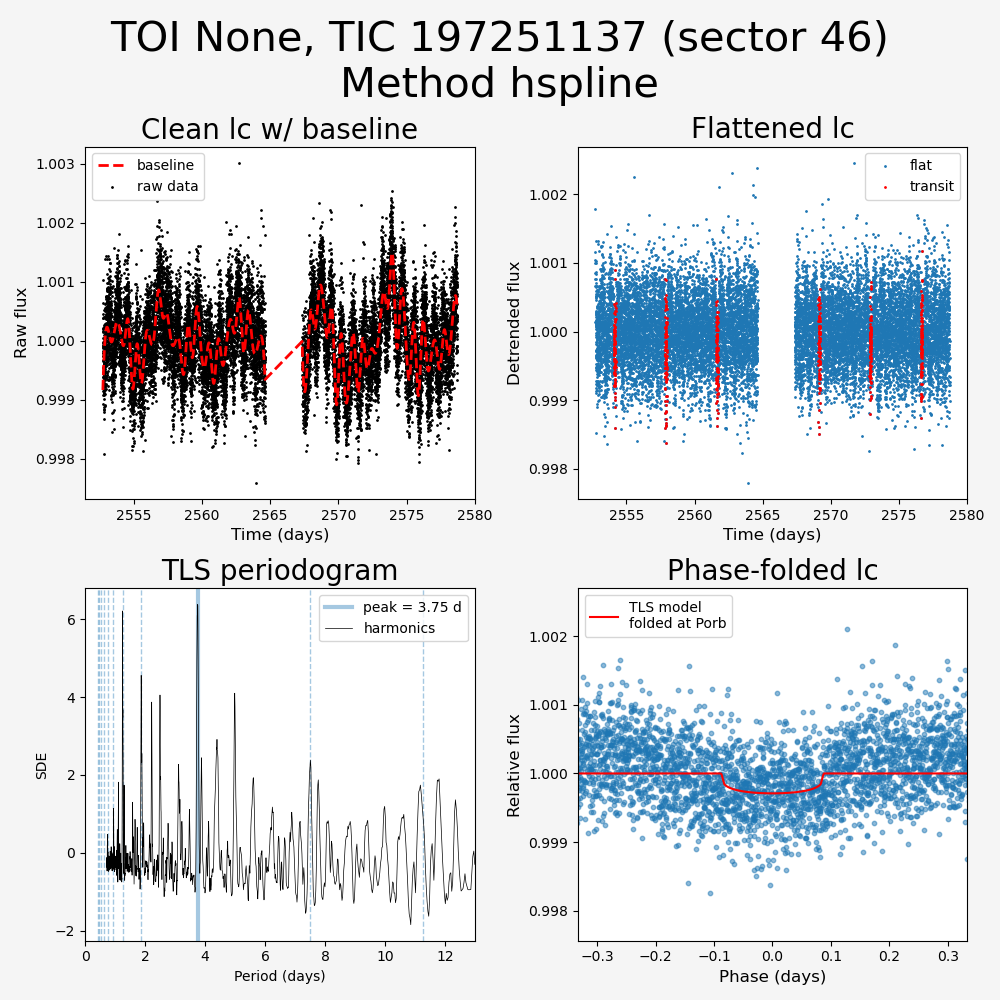 TOI None, TIC 197251137 (sector 46)
Method hspline
Clean lc w/ baseline
baseline
raw data
1.003
1.002
1.001
1.000
0.999
0.998
Raw flux
2555
2560
2565
2570
2575
2580
Time (days)
Flattened lc
flat
transit
1.002
1.001
1.000
0.999
0.998
Detrended flux
2555
2560
2565
2570
2575
2580
Time (days)
TLS periodogram
peak = 3.75 d
harmonics
6
4
2
0
−2
SDE
0
2
4
6
8
10
12
Period (days)
Phase-folded lc
TLS model
folded at Porb
1.002
1.001
1.000
0.999
0.998
Relative flux
−0.3
−0.2
−0.1
0.0
0.1
0.2
0.3
Phase (days)